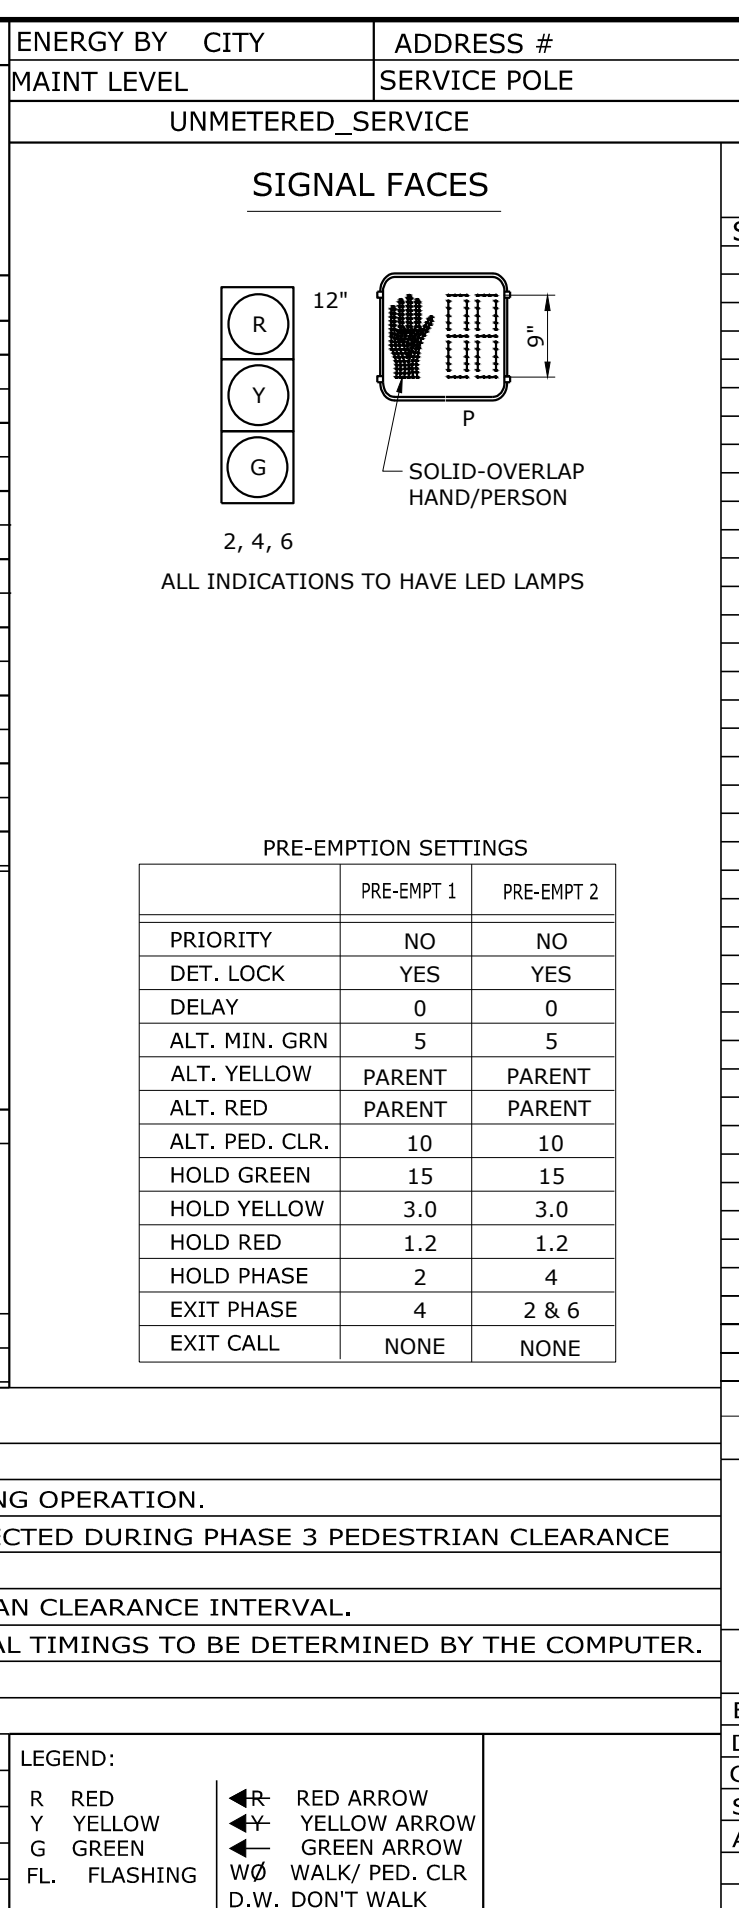 ENERGY BY CITY ADDRESS #
MAINT LEVEL SERVICE POLE
UNMETERED_SERVICE
SIGNAL FACES
R
Y
G
12"
9"
P
SOLID-OVERLAP
HAND/PERSON
2, 4, 6
ALL INDICATIONS TO HAVE LED LAMPS
PRE-EMPTION SETTINGS
PRE-EMPT 1 PRE-EMPT 2
PRIORITY NO NO
DET. LOCK YES YES
DELAY 0 0
ALT. MIN. GRN 5 5
ALT. YELLOW PARENT PARENT
ALT. RED PARENT PARENT
ALT. PED. CLR. 10 10
HOLD GREEN 15 15
HOLD YELLOW 3.0 3.0
HOLD RED 1.2 1.2
HOLD PHASE 2 4
EXIT PHASE 4 2 & 6
EXIT CALL NONE NONE
OPERATION.
DURING PHASE 3 PEDESTRIAN CLEARANCE
CLEARANCE INTERVAL.
TIMINGS TO BE DETERMINED BY THE COMPUTER.
LEGEND:
R RED
Y YELLOW
G GREEN
FL. FLASHING
R RED ARROW
Y YELLOW ARROW
GREEN ARROW
WØ WALK/ PED. CLR
D.W. DON'T WALK